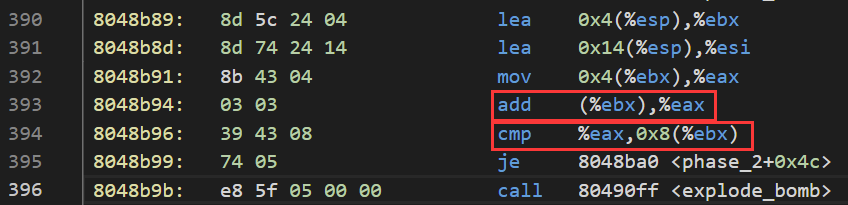 390 8048b89: 8d 5c 24 04 lea 0x4(%esp),%ebx
391 8048b8d: 8d 74 24 14 lea 0x14(%esp),%esi
392 8048b91: 8b 43 04 mov 0x4(%ebx),%eax
393 8048b94: 03 03 add (%ebx),%eax
394 8048b96: 39 43 08 cmp %eax,0x8(%ebx)
395 8048b99: 74 05 je 8048ba0 <phase_2+0x4c>
396 8048b9b: e8 5f 05 00 00 call 80490ff <explode_bomb>